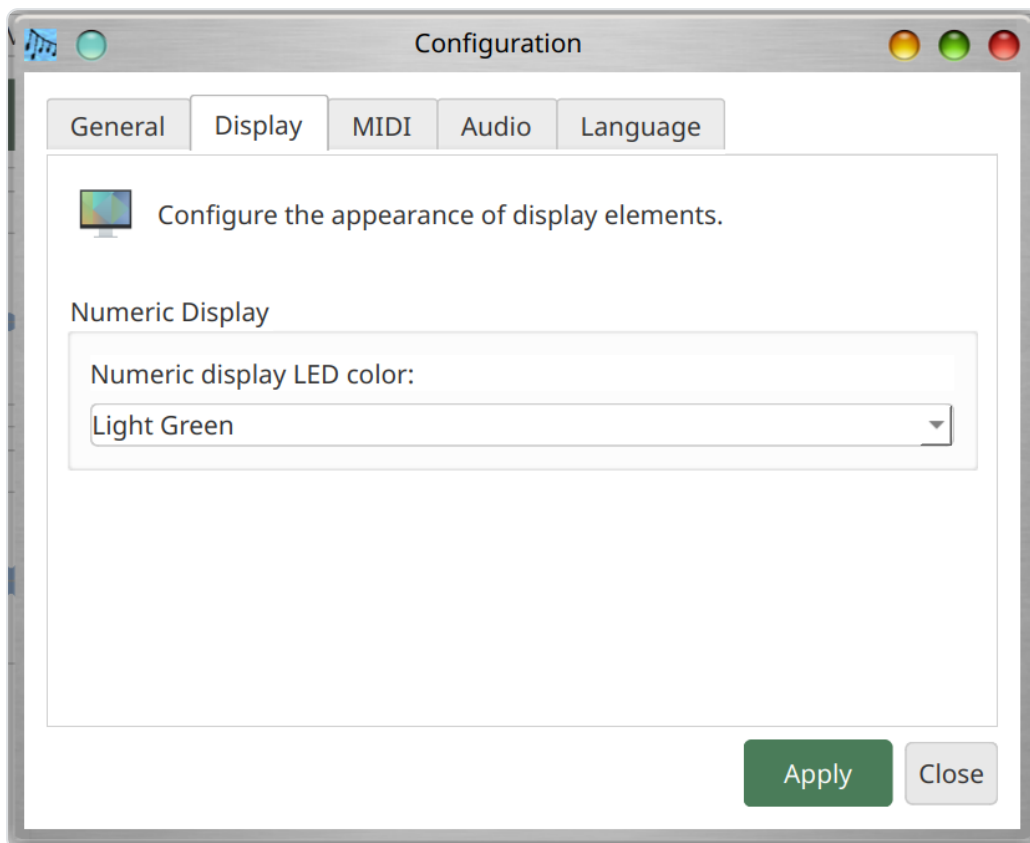 Configuration
General Display MIDI Audio Language
Configure the appearance of display elements.
Numeric Display
Numeric display LED color:
Light Green
Apply Close